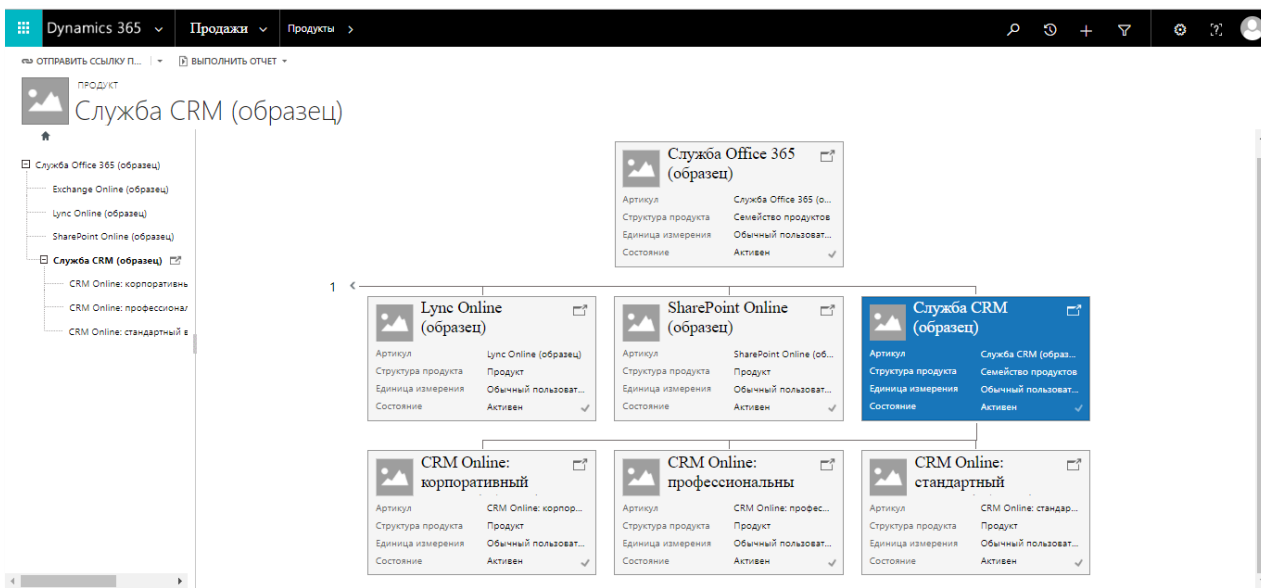 Dynamics 365 Продажи Продукты
ОТПРАВИТЬ ССЫЛКУ П... ВЫПОЛНИТЬ ОТЧЕТ
ПРОДУКТ
Служба CRM (образец)
Служба Office 365 (образец)
Exchange Online (образец)
Lync Online (образец)
SharePoint Online (образец)
Служба CRM (образец)
CRM Online: корпоративнь
CRM Online: профессионал
CRM Online: стандартный в
Служба Office 365
(образец)
Артикул Служба Office 365 (о...
Структура продукта Семейство продуктов
Единица измерения Обычный пользоват...
Состояние Активен
1
Lync Online
(образец)
Артикул Lync Online (образец)
Структура продукта Продукт
Единица измерения Обычный пользоват...
Состояние Активен
SharePoint Online
(образец)
Артикул SharePoint Online (об...
Структура продукта Продукт
Единица измерения Обычный пользоват...
Состояние Активен
Служба CRM
(образец)
Артикул Служба CRM (образ...
Структура продукта Семейство продуктов
Единица измерения Обычный пользоват...
Состояние Активен
CRM Online:
корпоративный
Артикул CRM Online: корпор...
Структура продукта Продукт
Единица измерения Обычный пользоват...
Состояние Активен
CRM Online:
профессиональны
Артикул CRM Online: профес...
Структура продукта Продукт
Единица измерения Обычный пользоват...
Состояние Активен
CRM Online:
стандартный
Артикул CRM Online: стандар...
Структура продукта Продукт
Единица измерения Обычный пользоват...
Состояние Активен